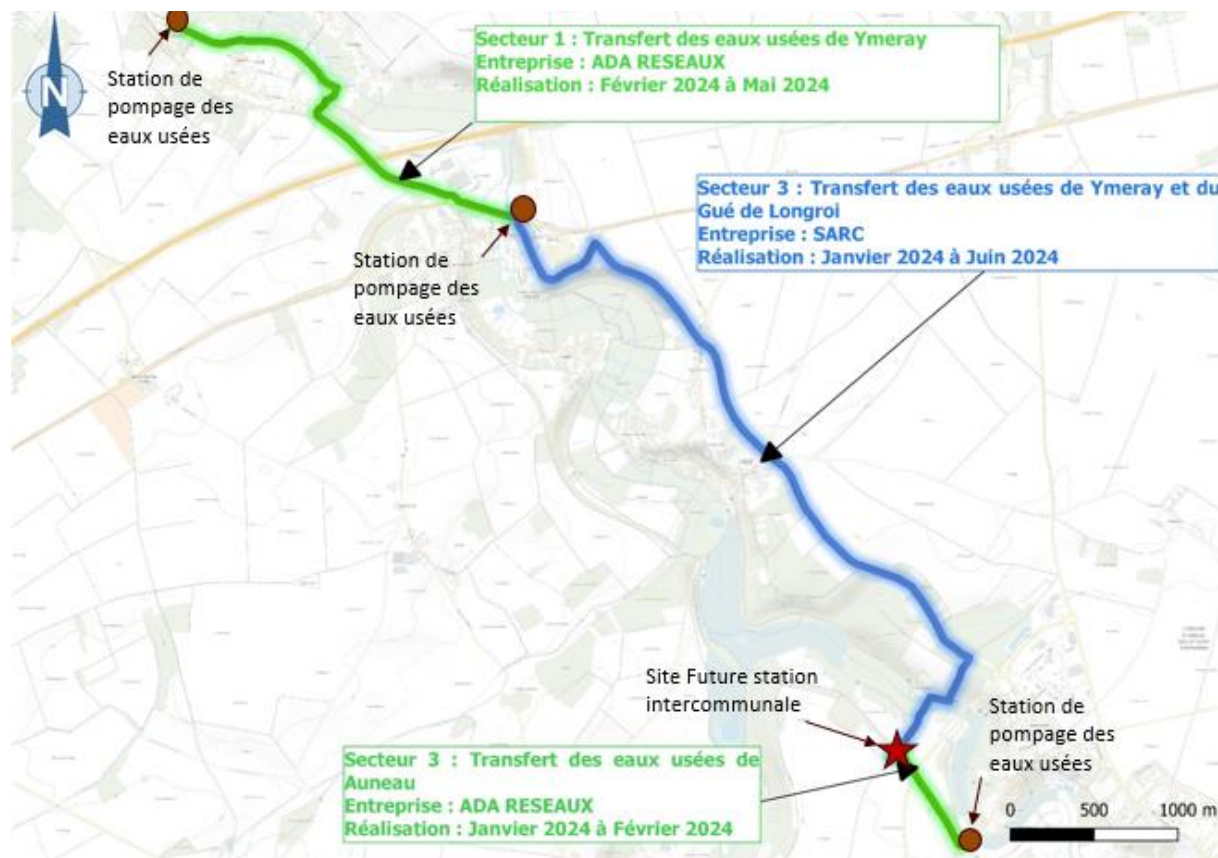 Secteur 1 : Transfert des eaux usées de Ymeray
Entreprise : ADA RESEAUX
Réalisation : Février 2024 à Mai 2024
Station de
pompage des
eaux usées
N
Secteur 3 : Transfert des eaux usées de Ymeray et du
Gué de Longroi
Entreprise : SARC
Réalisation : Janvier 2024 à Juin 2024
Station de
pompage des
eaux usées
Site Future station
intercommunale
Station de
pompage des
eaux usées
Secteur 3 : Transfert des eaux usées de
Auneau
Entreprise : ADA RESEAUX
Réalisation : Janvier 2024 à Février 2024
0 500 1000 m